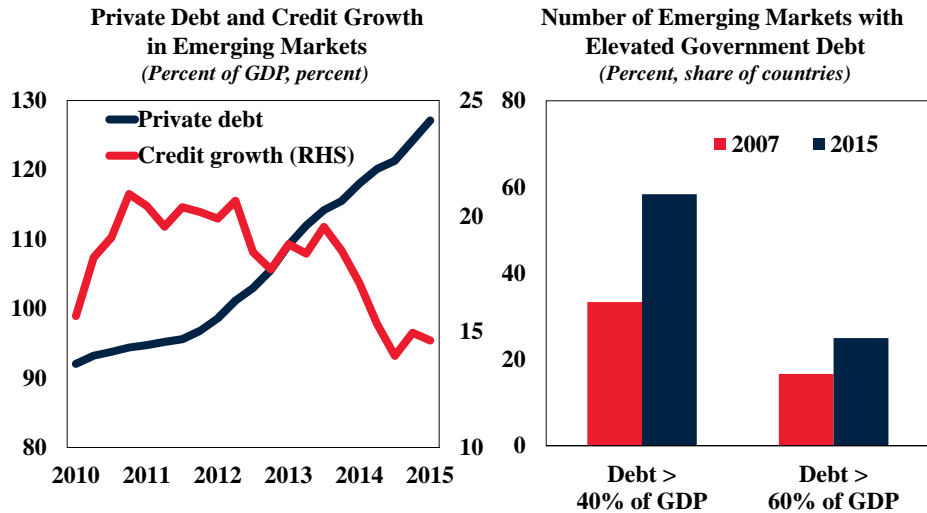 Private Debt and Credit Growth
in Emerging Markets
(Percent of GDP, percent)
130
120
110
100
90
80
25
20
15
10
Private debt
Credit growth (RHS)
2010 2011 2012 2013 2014 2015
Number of Emerging Markets with
Elevated Government Debt
(Percent, share of countries)
80
60
40
20
0
2007 2015
Debt >
40% of GDP
Debt >
60% of GDP